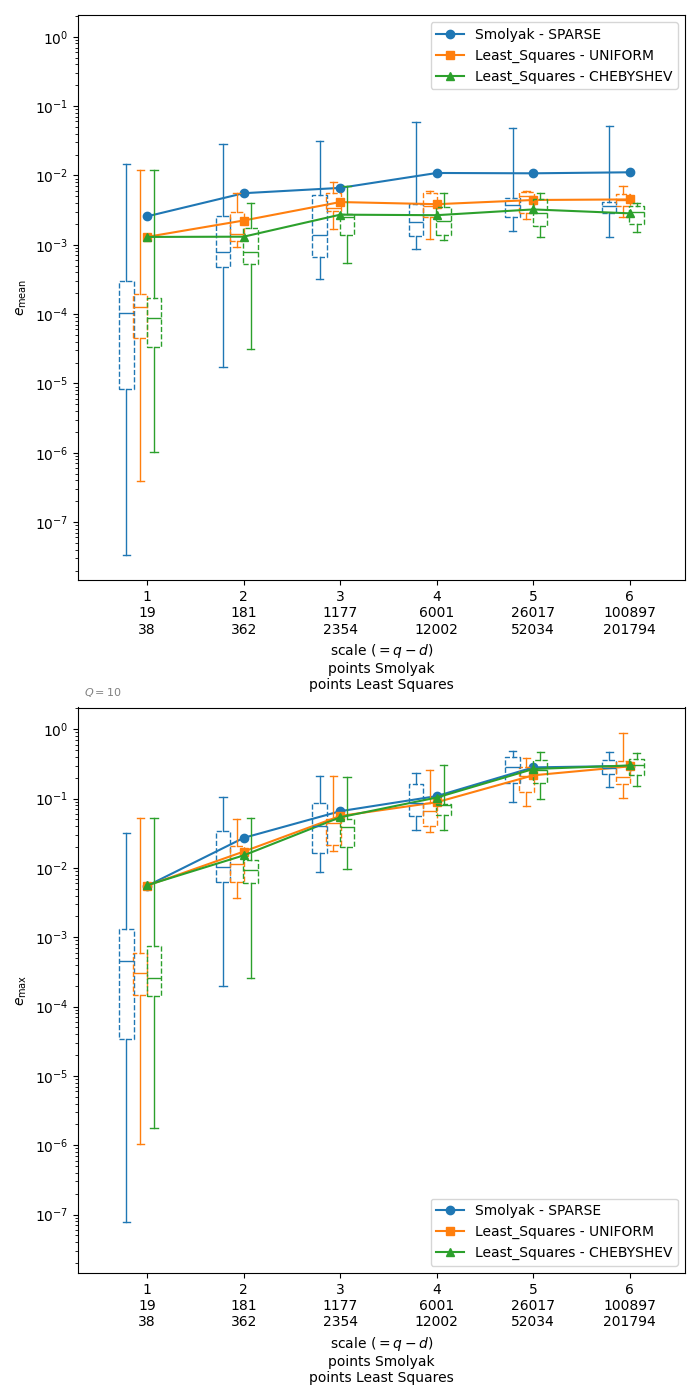 10⁰
10⁻¹
10⁻²
10⁻³
10⁻⁴
10⁻⁵
10⁻⁶
10⁻⁷
e_mean
Smolyak - SPARSE
Least_Squares - UNIFORM
Least_Squares - CHEBYSHEV
1 2 3 4 5 6
19 181 1177 6001 26017 100897
38 362 2354 12002 52034 201794
scale (= q − d)
points Smolyak
points Least Squares
Q = 10
10⁰
10⁻¹
10⁻²
10⁻³
10⁻⁴
10⁻⁵
10⁻⁶
10⁻⁷
e_max
Smolyak - SPARSE
Least_Squares - UNIFORM
Least_Squares - CHEBYSHEV
1 2 3 4 5 6
19 181 1177 6001 26017 100897
38 362 2354 12002 52034 201794
scale (= q − d)
points Smolyak
points Least Squares